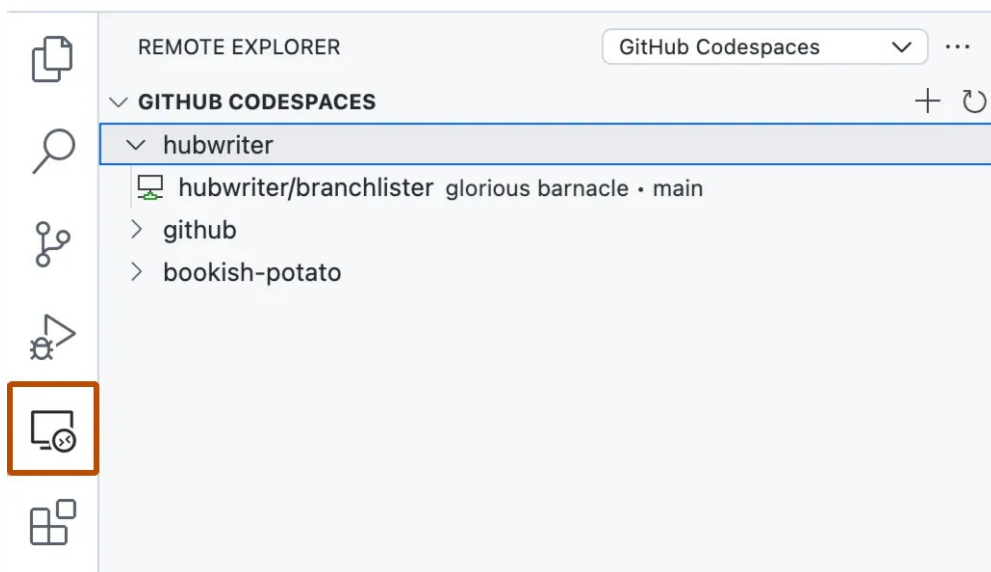 REMOTE EXPLORER GitHub Codespaces ...
GITHUB CODESPACES
hubwriter
hubwriter/branchlister glorious barnacle • main
github
bookish-potato